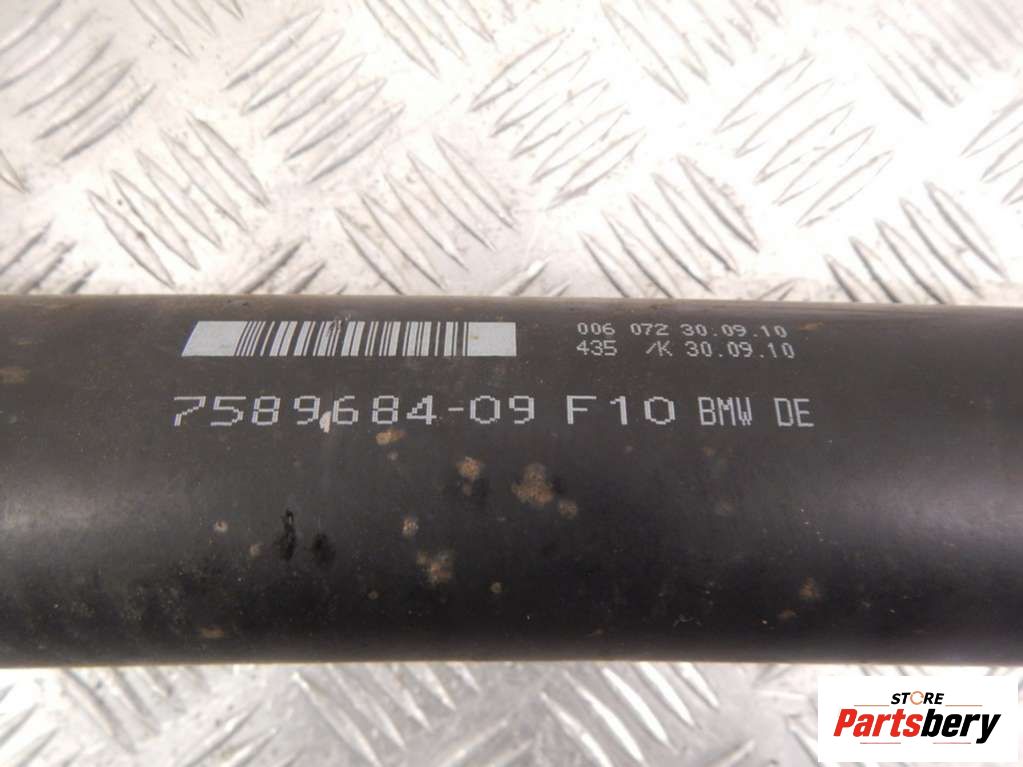 006 072 30.09.10
435 /K 30.09.10
7589684-09 F10 BMW DE
STORE
Partsbery